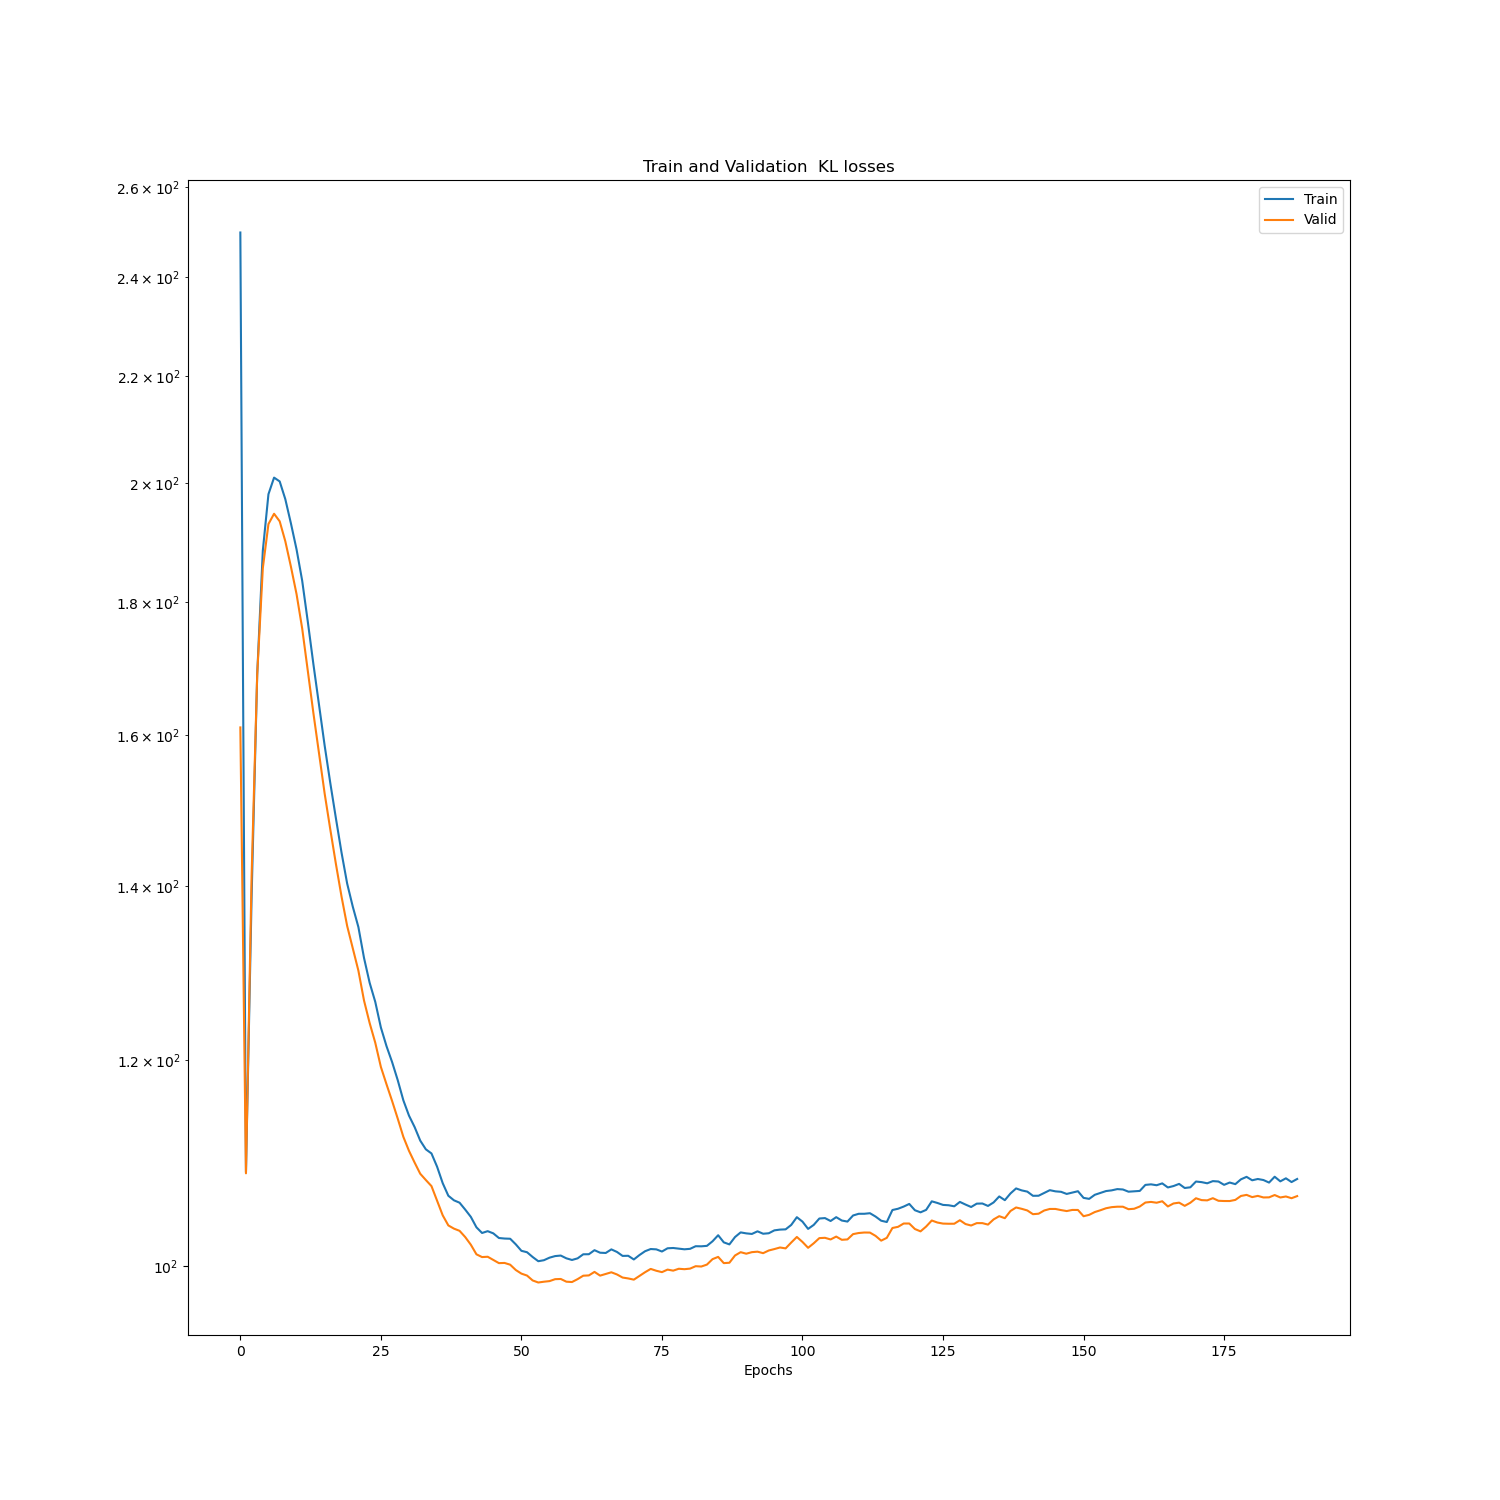 Train and Validation  KL losses
2.6 × 10²
2.4 × 10²
2.2 × 10²
2 × 10²
1.8 × 10²
1.6 × 10²
1.4 × 10²
1.2 × 10²
10²
Train
Valid
0 25 50 75 100 125 150 175
Epochs